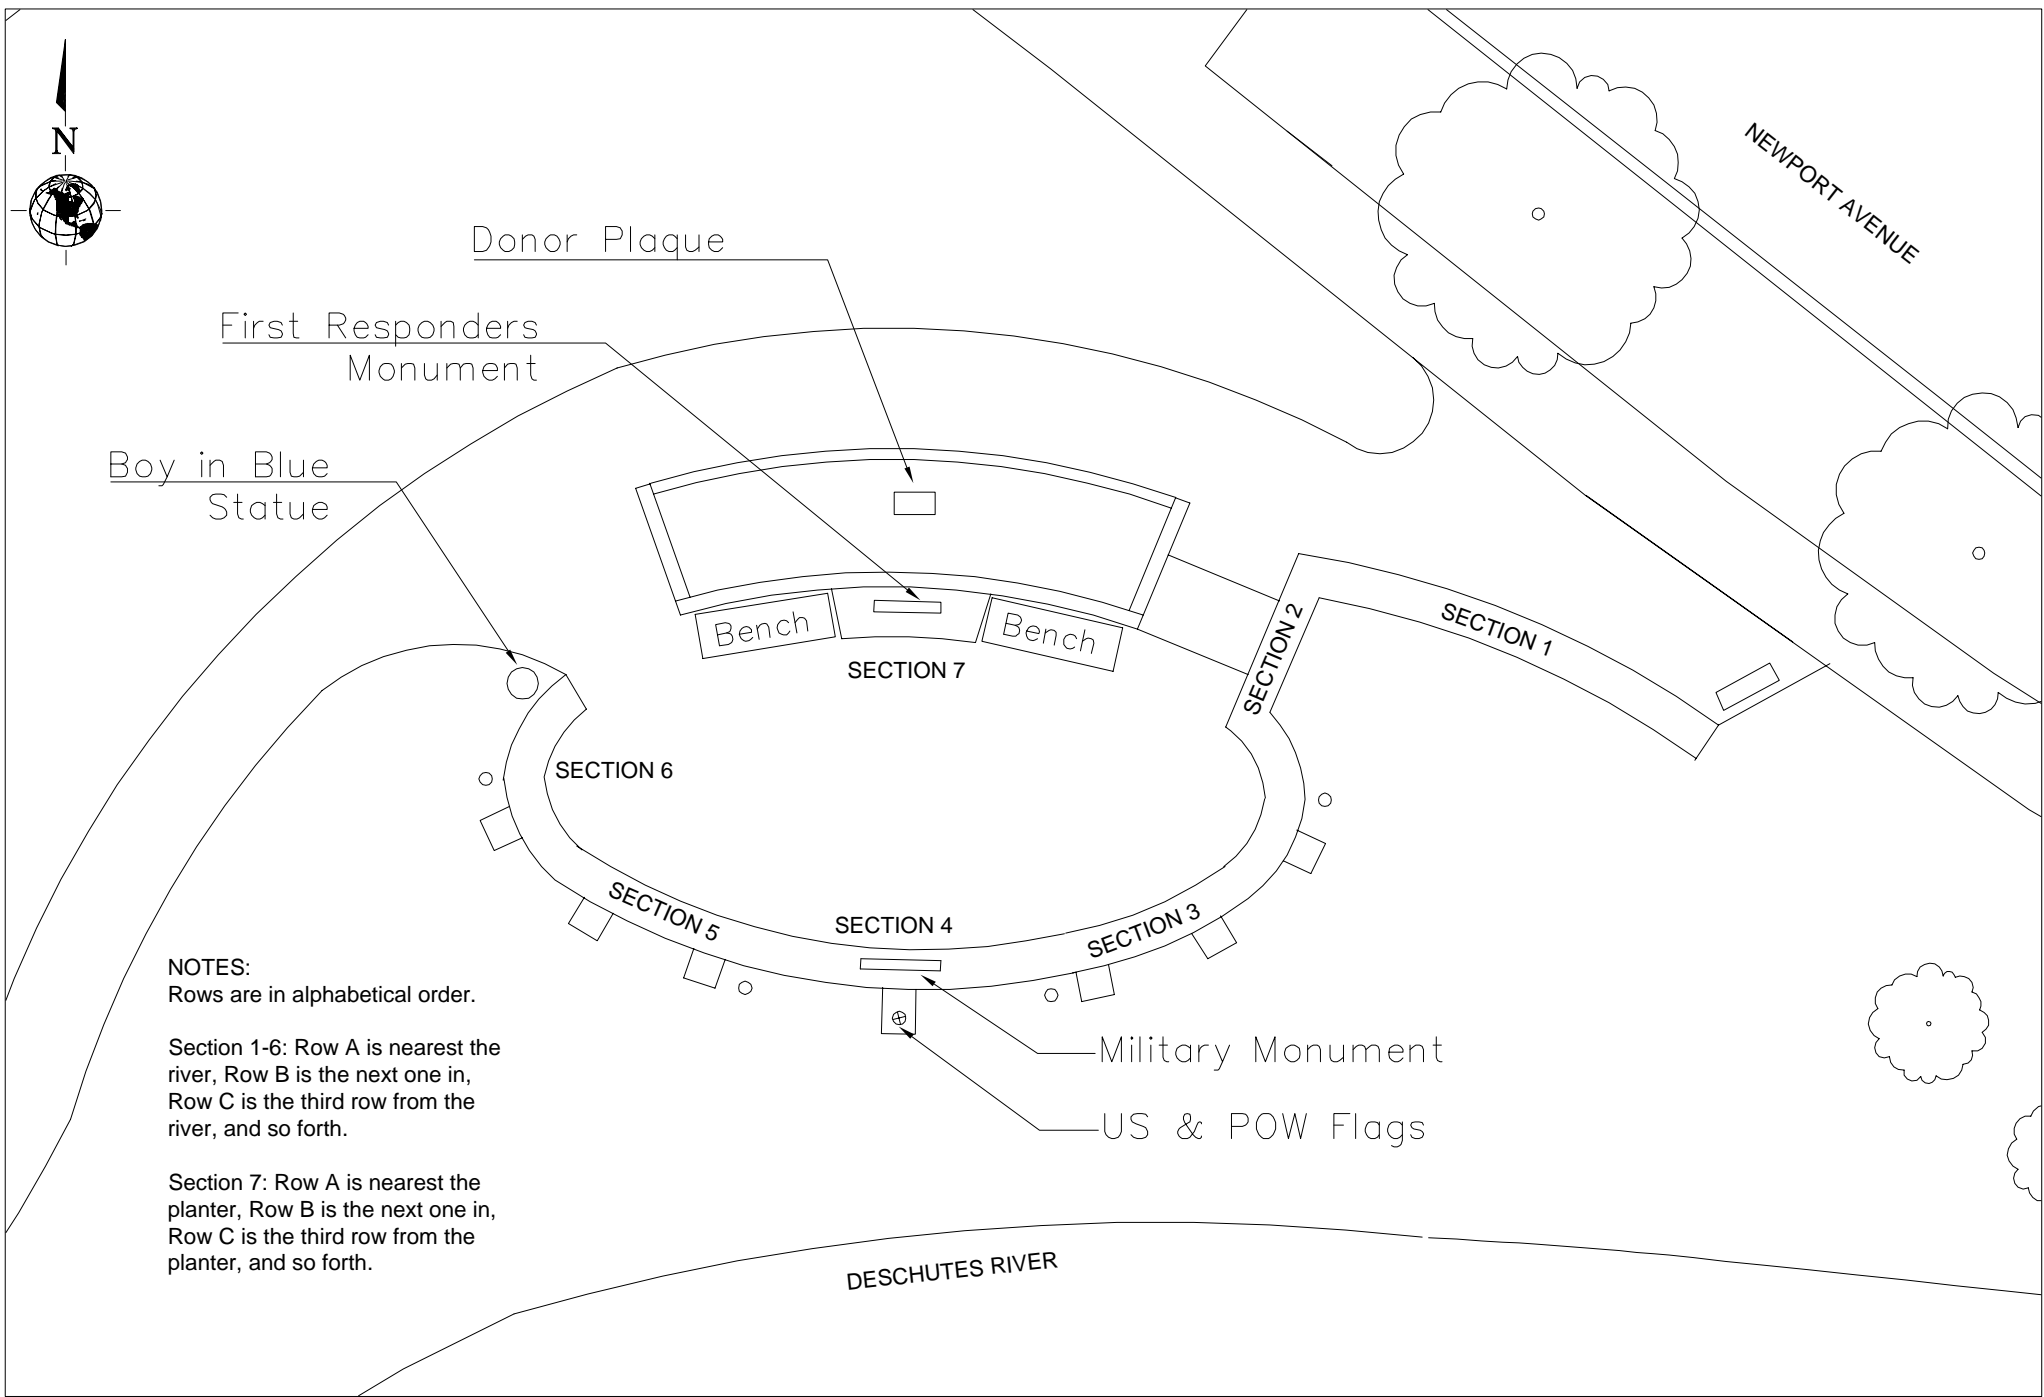 N
NEWPORT AVENUE
Donor Plaque
First Responders
Monument
Boy in Blue
Statue
Bench
Bench
SECTION 7
SECTION 2
SECTION 1
SECTION 6
SECTION 5
SECTION 4
SECTION 3
NOTES:
Rows are in alphabetical order.
Section 1-6: Row A is nearest the
river, Row B is the next one in,
Row C is the third row from the
river, and so forth.
Section 7: Row A is nearest the
planter, Row B is the next one in,
Row C is the third row from the
planter, and so forth.
Military Monument
US & POW Flags
DESCHUTES RIVER